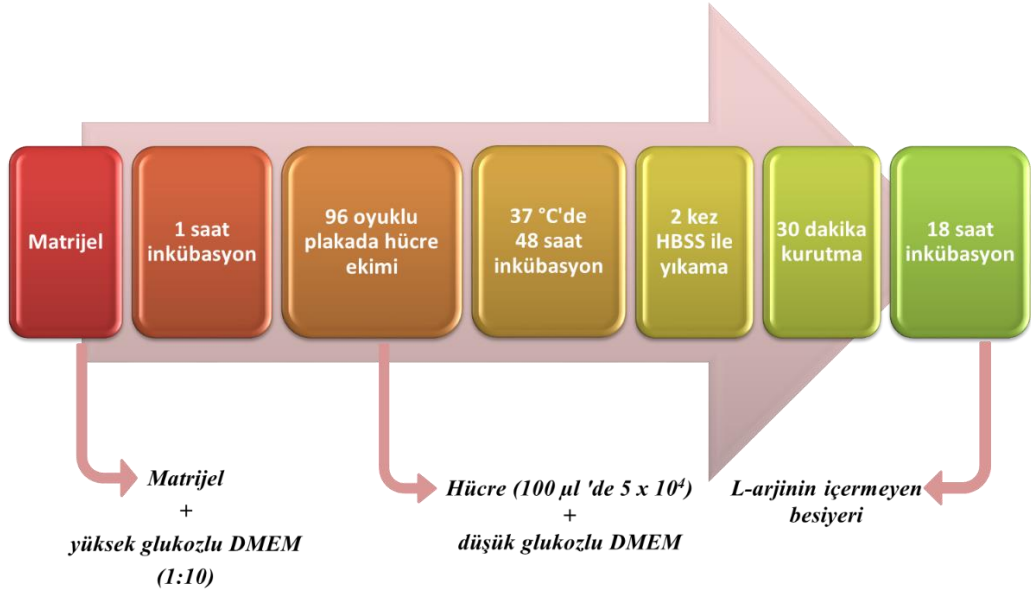 Matrijel
1 saat
inkübasyon
96 oyuklu
plakada hücre
ekimi
37 °C'de
48 saat
inkübasyon
2 kez
HBSS ile
yıkama
30 dakika
kurutma
18 saat
inkübasyon
Matrijel
+
yüksek glukozlu DMEM
(1:10)
Hücre (100 µl 'de 5 x 10⁴)
+
düşük glukozlu DMEM
L-arjinin içermeyen
besiyeri